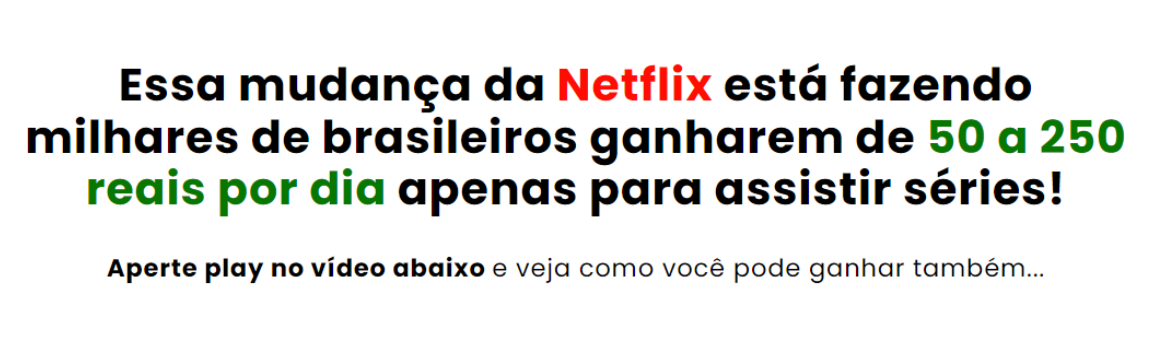 Essa mudança da Netflix está fazendo
milhares de brasileiros ganharem de 50 a 250
reais por dia apenas para assistir séries!
Aperte play no vídeo abaixo e veja como você pode ganhar também...